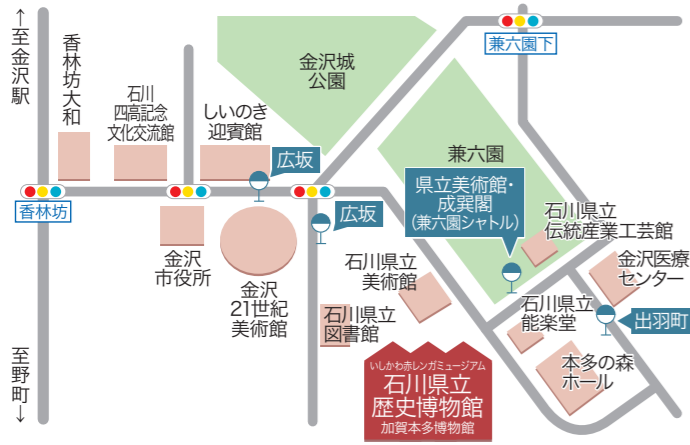 ←至金沢駅
香林坊大和
石川
四高記念
文化交流館
しいのき
迎賓館
金沢城
公園
兼六園下
兼六園
広坂
県立美術館・
成巽閣
（兼六園シャトル）
香林坊
広坂
石川県立
伝統産業工芸館
金沢
市役所
金沢
21世紀
美術館
石川県立
美術館
金沢医療
センター
石川県立
図書館
石川県立
能楽堂
出羽町
至野町→
いしかわ赤レンガミュージアム
石川県立
歴史博物館
加賀本多博物館
本多の森
ホール